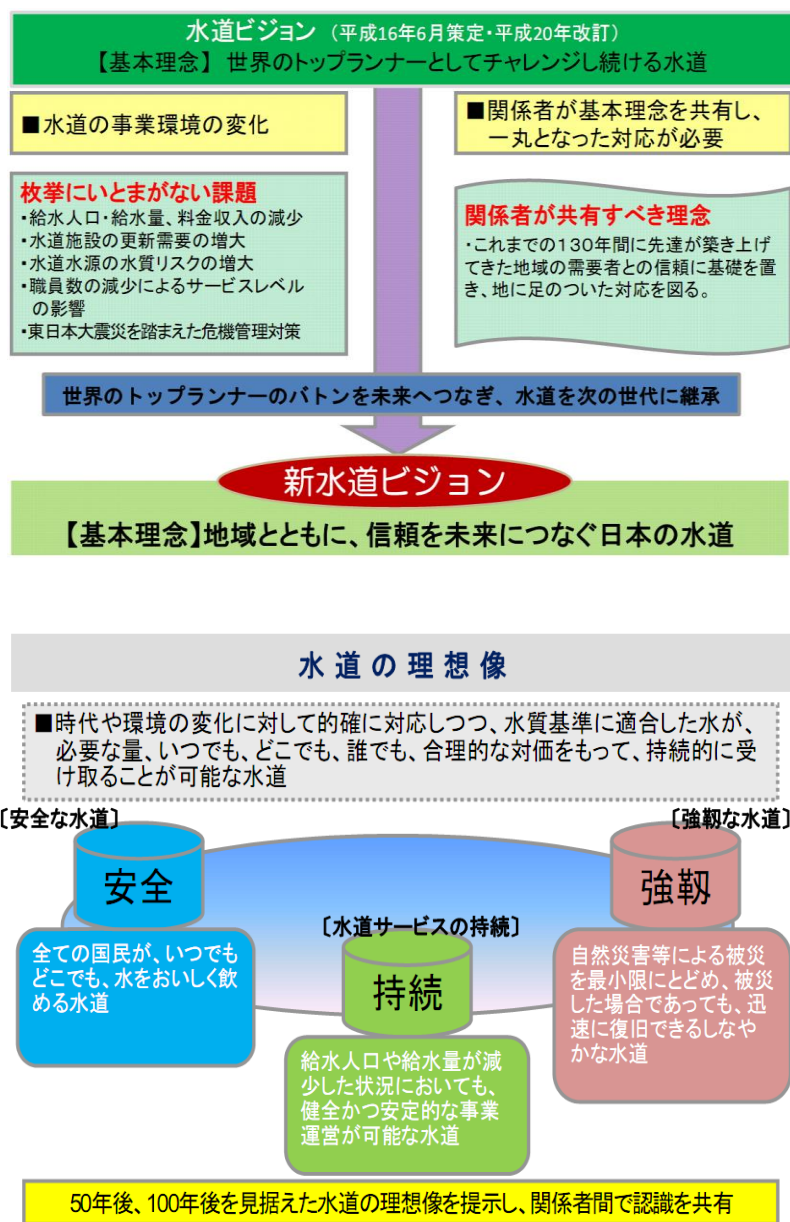 水道ビジョン（平成16年6月策定・平成20年改訂）
【基本理念】 世界のトップランナーとしてチャレンジし続ける水道
■水道の事業環境の変化
■関係者が基本理念を共有し、
一丸となった対応が必要
枚挙にいとまがない課題
・給水人口・給水量、料金収入の減少
・水道施設の更新需要の増大
・水道水源の水質リスクの増大
・職員数の減少によるサービスレベル
の影響
・東日本大震災を踏まえた危機管理対策
関係者が共有すべき理念
・これまでの130年間に先達が築き上げ
てきた地域の需要者との信頼に基礎を置
き、地に足のついた対応を図る。
世界のトップランナーのバトンを未来へつなぎ、水道を次の世代に継承
新水道ビジョン
【基本理念】地域とともに、信頼を未来につなぐ日本の水道
水道の理想像
■時代や環境の変化に対して的確に対応しつつ、水質基準に適合した水が、
必要な量、いつでも、どこでも、誰でも、合理的な対価をもって、持続的に受
け取ることが可能な水道
〔安全な水道〕
安全
全ての国民が、いつでも
どこでも、水をおいしく飲
める水道
〔水道サービスの持続〕
持続
給水人口や給水量が減
少した状況においても、
健全かつ安定的な事業
運営が可能な水道
〔強靱な水道〕
強靱
自然災害等による被災
を最小限にとどめ、被災
した場合であっても、迅
速に復旧できるしなや
かな水道
50年後、100年後を見据えた水道の理想像を提示し、関係者間で認識を共有